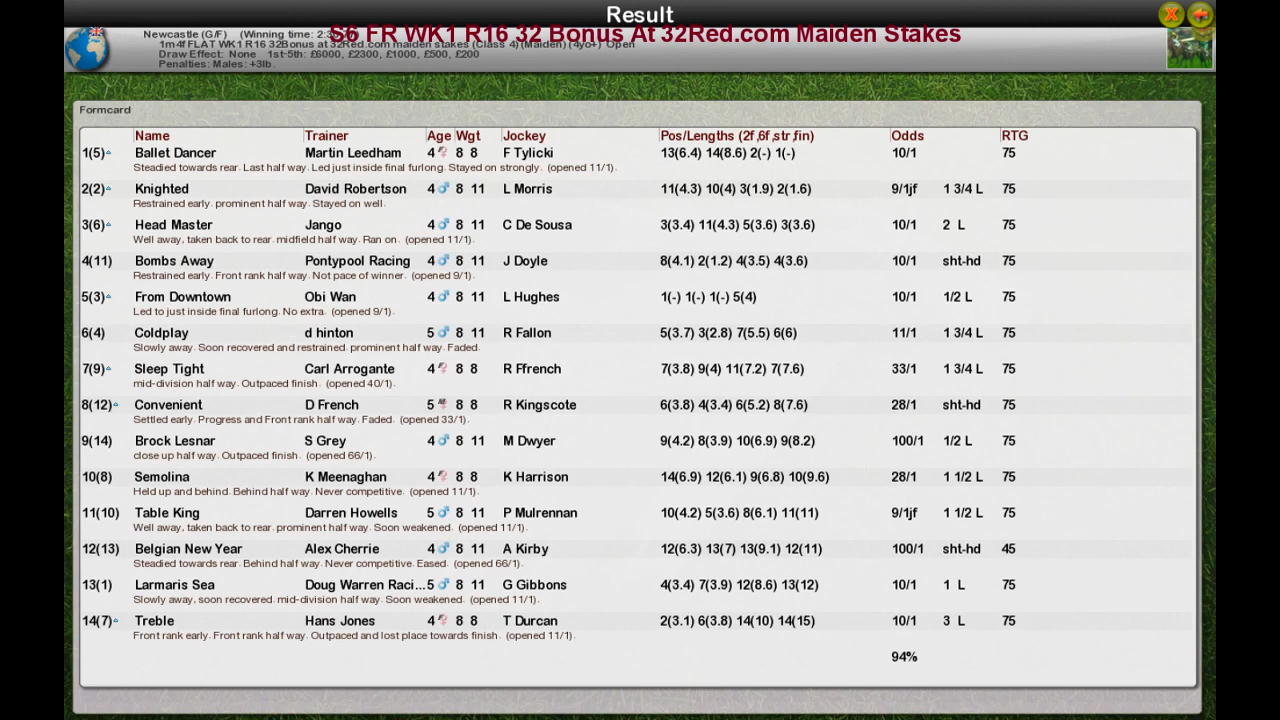 Result
S6 FR WK1 R16 32 Bonus At 32Red.com Maiden Stakes
Newcastle (G/F) (Winning time: 2:3
1m4f FLAT WK1 R16 32Bonus at 32Red.com maiden stakes (Class 4)(Maiden) (4yo+) Open
Draw Effect: None 1st-5th: £6000, £2300, £1000, £500, £200
Penalties: Males: +3lb.
Formcard
Name Trainer Age Wgt Jockey Pos/Lengths (2f,6f,str,fin) Odds RTG
1(5) Ballet Dancer Martin Leedham 4 8 8 F Tylicki 13(6.4) 14(8.6) 2(-) 1(-) 10/1 75
Steadied towards rear. Last half way. Led just inside final furlong. Stayed on strongly. (opened 11/1).
2(2) Knighted David Robertson 4 8 11 L Morris 11(4.3) 10(4) 3(1.9) 2(1.6) 9/1jf 1 3/4 L 75
Restrained early. prominent half way. Stayed on well.
3(6) Head Master Jango 4 8 11 C De Sousa 3(3.4) 11(4.3) 5(3.6) 3(3.6) 10/1 2 L 75
Well away, taken back to rear. midfield half way. Ran on. (opened 11/1).
4(11) Bombs Away Pontypool Racing 4 8 11 J Doyle 8(4.1) 2(1.2) 4(3.5) 4(3.6) 10/1 sht-hd 75
Restrained early. Front rank half way. Not pace of winner. (opened 9/1).
5(3) From Downtown Obi Wan 4 8 11 L Hughes 1(-) 1(-) 1(-) 5(4) 10/1 1/2 L 75
Led to just inside final furlong. No extra. (opened 9/1).
6(4) Coldplay d hinton 5 8 11 R Fallon 5(3.7) 3(2.8) 7(5.5) 6(6) 11/1 1 3/4 L 75
Slowly away. Soon recovered and restrained. prominent half way. Faded.
7(9) Sleep Tight Carl Arrogante 4 8 8 R Ffrench 7(3.8) 9(4) 11(7.2) 7(7.6) 33/1 1 3/4 L 75
mid-division half way. Outpaced finish. (opened 40/1).
8(12) Convenient D French 5 8 8 R Kingscote 6(3.8) 4(3.4) 6(5.2) 8(7.6) 28/1 sht-hd 75
Settled early. Progress and Front rank half way. Faded. (opened 33/1).
9(14) Brock Lesnar S Grey 4 8 11 M Dwyer 9(4.2) 8(3.9) 10(6.9) 9(8.2) 100/1 1/2 L 75
close up half way. Outpaced finish. (opened 66/1).
10(8) Semolina K Meenaghan 4 8 8 K Harrison 14(6.9) 12(6.1) 9(6.8) 10(9.6) 28/1 1 1/2 L 75
Held up and behind. Behind half way. Never competitive. (opened 11/1).
11(10) Table King Darren Howells 5 8 11 P Mulrennan 10(4.2) 5(3.6) 8(6.1) 11(11) 9/1jf 1 1/2 L 75
Well away, taken back to rear. prominent half way. Soon weakened. (opened 11/1).
12(13) Belgian New Year Alex Cherrie 4 8 11 A Kirby 12(6.3) 13(7) 13(9.1) 12(11) 100/1 sht-hd 45
Steadied towards rear. Behind half way. Never competitive. Eased. (opened 66/1).
13(1) Larmaris Sea Doug Warren Raci... 5 8 11 G Gibbons 4(3.4) 7(3.9) 12(8.6) 13(12) 10/1 1 L 75
Slowly away, soon recovered. mid-division half way. Soon weakened. (opened 11/1).
14(7) Treble Hans Jones 4 8 8 T Durcan 2(3.1) 6(3.8) 14(10) 14(15) 10/1 3 L 75
Front rank early. Front rank half way. Outpaced and lost place towards finish. (opened 11/1).
94%